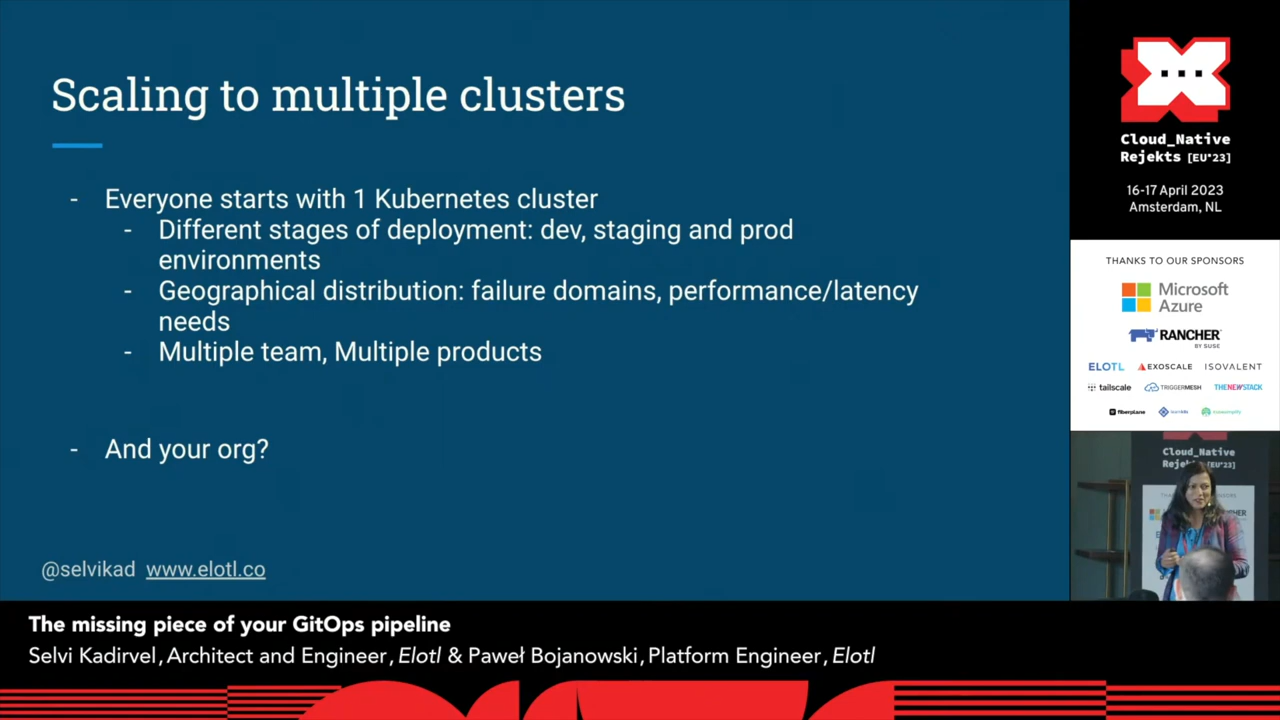 Scaling to multiple clusters
- Everyone starts with 1 Kubernetes cluster
- Different stages of deployment: dev, staging and prod
environments
- Geographical distribution: failure domains, performance/latency
needs
- Multiple team, Multiple products
- And your org?
@selvikad www.elotl.co
Cloud_Native
Rejekts [EU'23]
16-17 April 2023
Amsterdam, NL
THANKS TO OUR SPONSORS
Microsoft
Azure
RANCHER
BY SUSE
ELOTL EXOSCALE ISOVALENT
tailscale TRIGGERMESH THENEWSTACK
fiberplane
Cloud_Native
Rejekts [EU'23]
The missing piece of your GitOps pipeline
Selvi Kadirvel, Architect and Engineer, Elotl & Paweł Bojanowski, Platform Engineer, Elotl